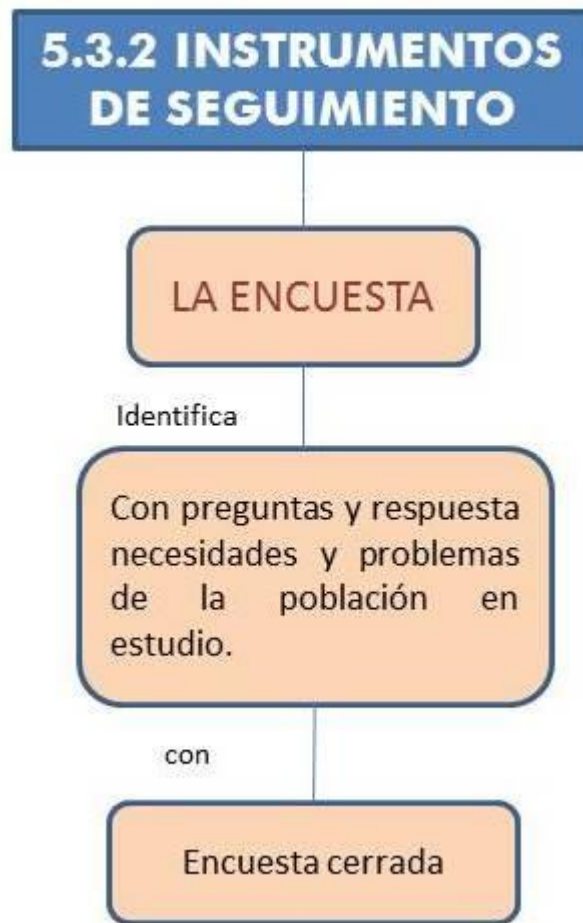 5.3.2 INSTRUMENTOS
DE SEGUIMIENTO
LA ENCUESTA
Identifica
Con preguntas y respuesta
necesidades y problemas
de la población en
estudio.
con
Encuesta cerrada